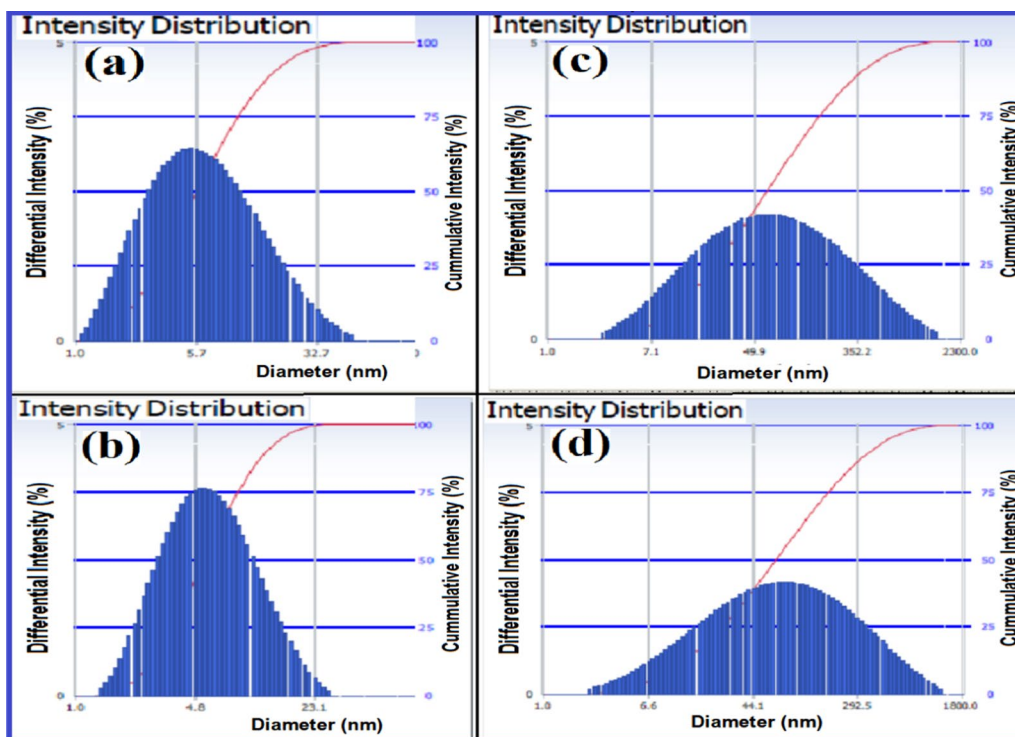 Intensity Distribution
(a)
5
100
75
50
25
0
0
Differential Intensity (%)
Cummulative Intensity (%)
1.0 5.7 32.7
Diameter (nm)
Intensity Distribution
(c)
5
100
75
50
25
0
0
Differential Intensity (%)
Cummulative Intensity (%)
1.0 7.1 49.9 352.2 2300.0
Diameter (nm)
Intensity Distribution
(b)
5
100
75
50
25
0
0
Differential Intensity (%)
Cummulative Intensity (%)
1.0 4.8 23.1
Diameter (nm)
Intensity Distribution
(d)
5
100
75
50
25
0
0
Differential Intensity (%)
Cummulative Intensity (%)
1.0 6.6 44.1 292.5 1800.0
Diameter (nm)